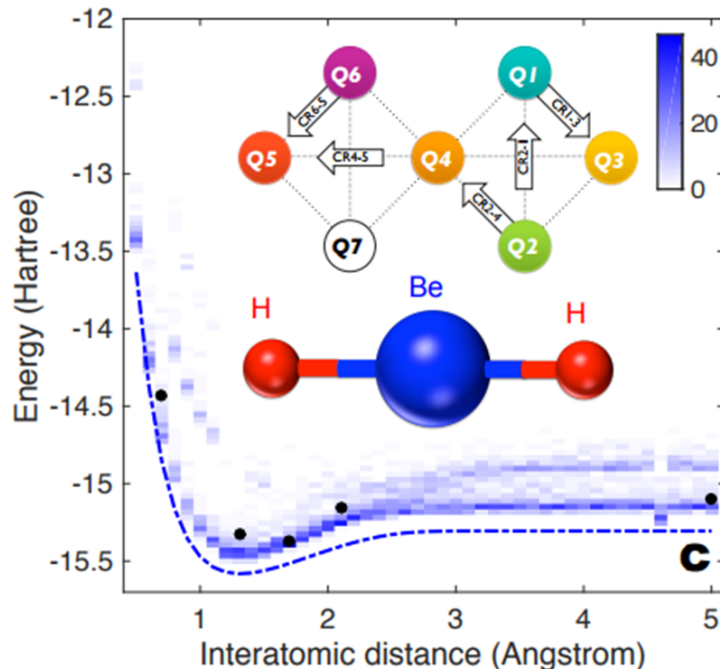 -12
-12.5
-13
-13.5
-14
-14.5
-15
-15.5
Energy (Hartree)
Q6
Q1
CR6-5
CR1-3
Q5
CR4-5
Q4
CR2-1
Q3
CR2-4
Q7
Q2
40
20
0
H
Be
H
C
1
2
3
4
5
Interatomic distance (Angstrom)